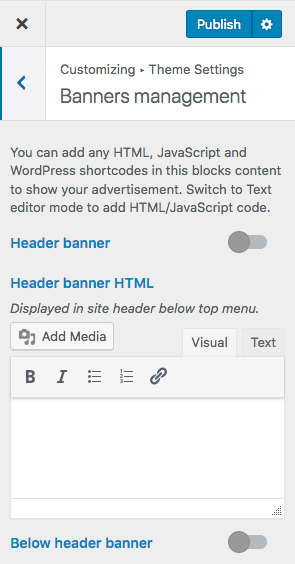 Publish
Customizing ▸ Theme Settings
Banners management
You can add any HTML, JavaScript and
WordPress shortcodes in this blocks content
to show your advertisement. Switch to Text
editor mode to add HTML/JavaScript code.
Header banner
Header banner HTML
Displayed in site header below top menu.
Add Media
Visual Text
B I
Below header banner